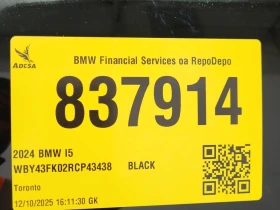 ADESA
BMW Financial Services oa RepoDepo
837914
2024 BMW I5
WBY43FK02RCP43438 BLACK
Toronto
12/10/2025 16:11:30 GK